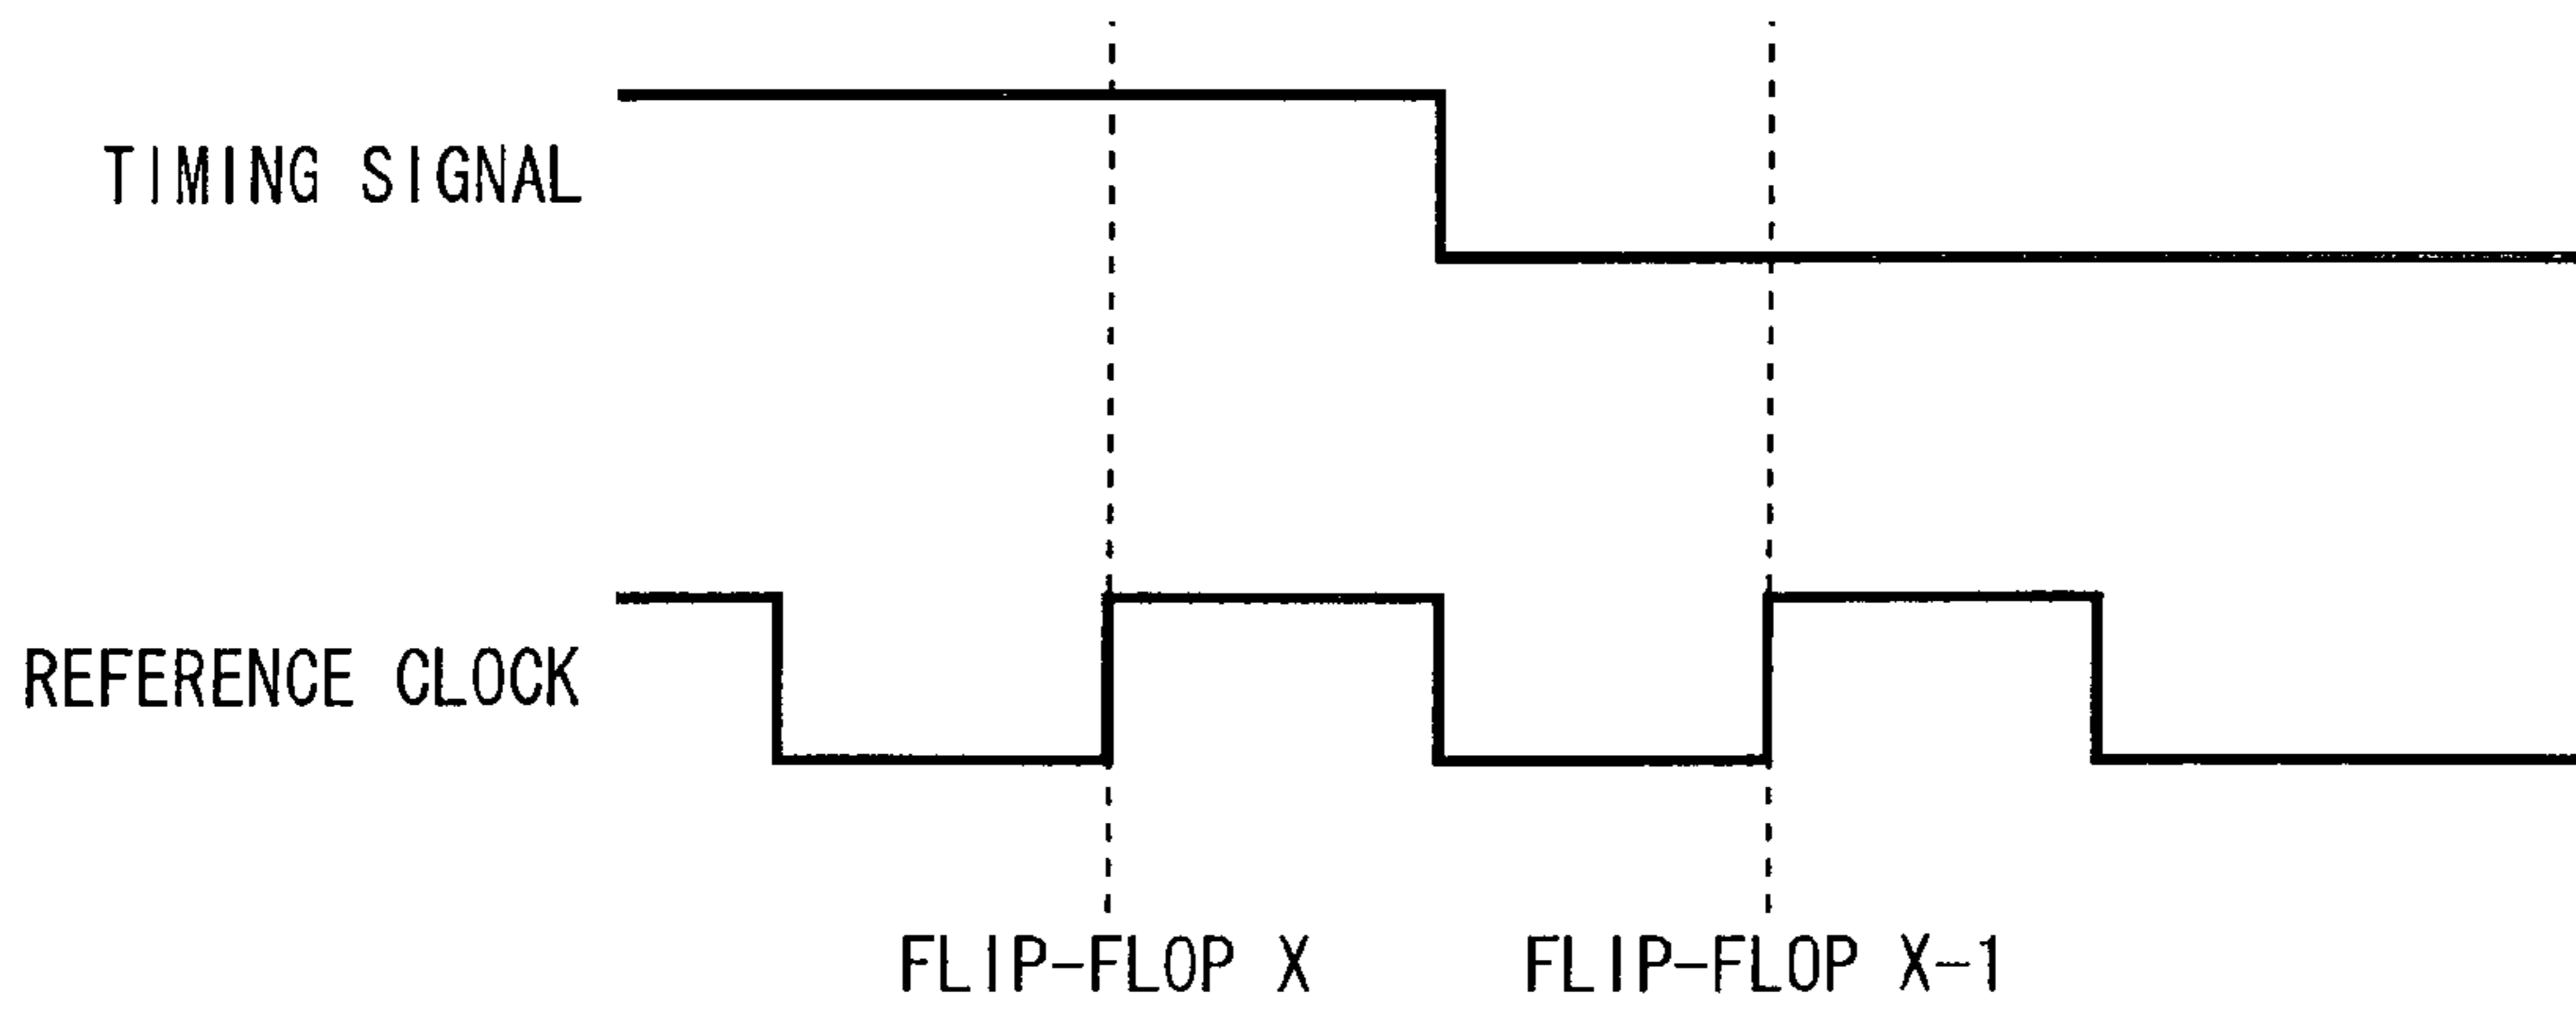 TIMING SIGNAL
REFERENCE CLOCK
FLIP-FLOP X
FLIP-FLOP X-1